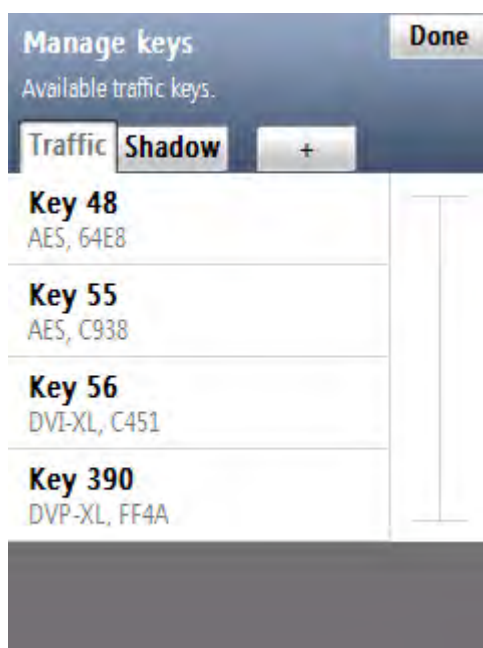 Manage keys
Done
Available traffic keys.
Traffic Shadow +
Key 48
AES, 64E8
Key 55
AES, C938
Key 56
DVI-XL, C451
Key 390
DVP-XL, FF4A